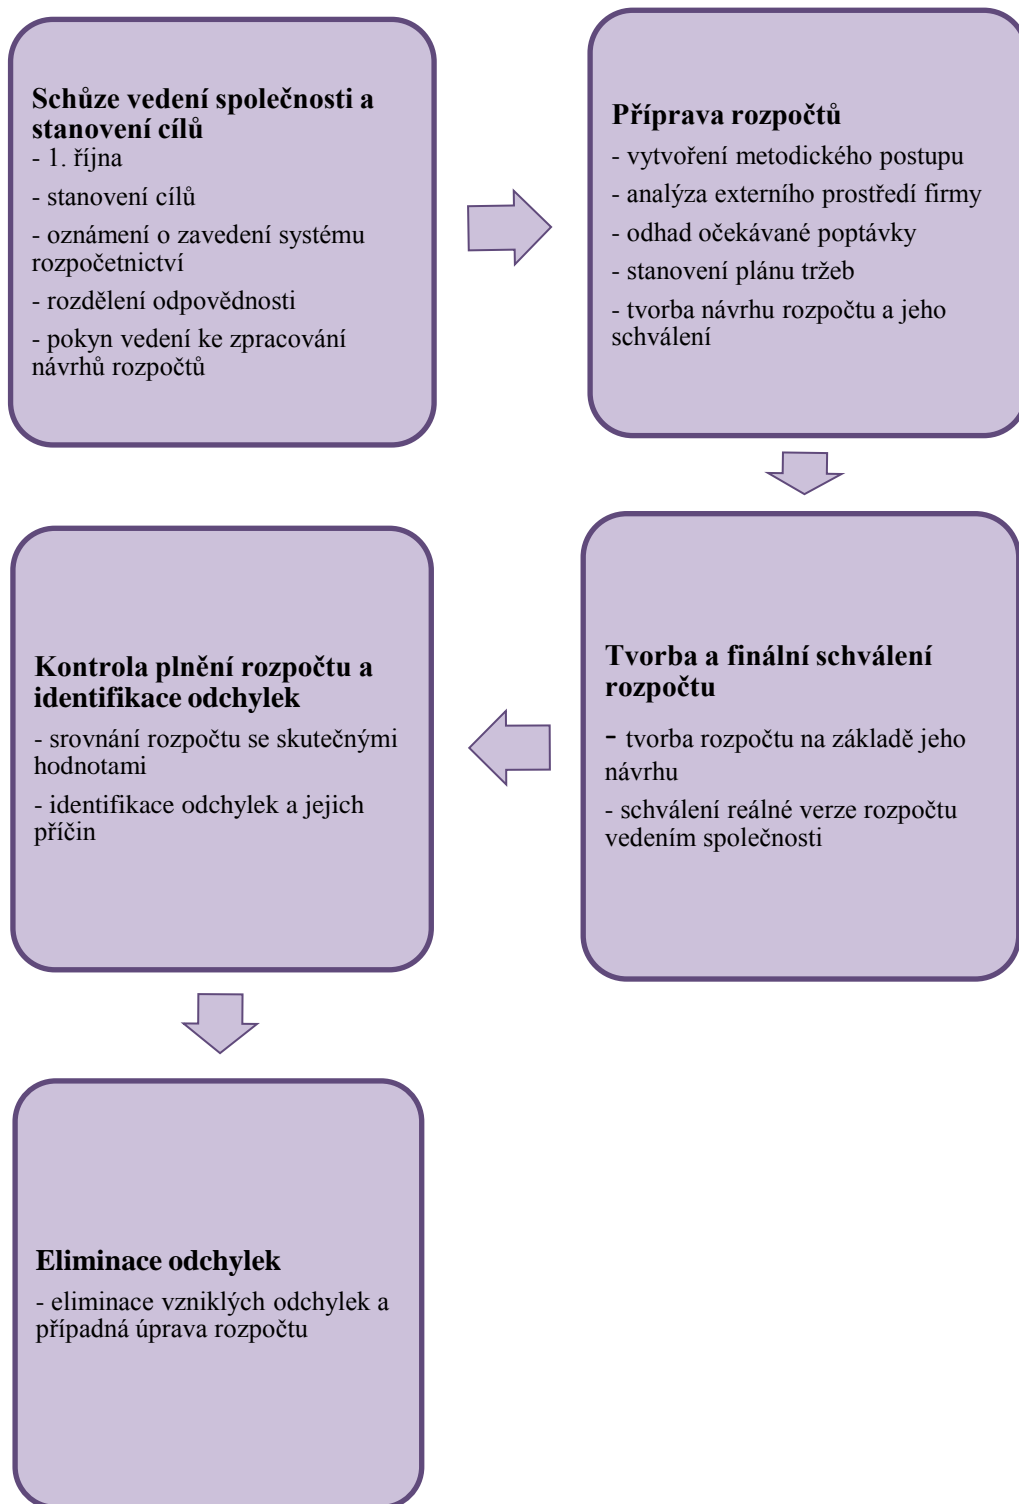 Schůze vedení společnosti a
stanovení cílů
- 1. října
- stanovení cílů
- oznámení o zavedení systému
rozpočetnictví
- rozdělení odpovědnosti
- pokyn vedení ke zpracování
návrhů rozpočtů
Příprava rozpočtů
- vytvoření metodického postupu
- analýza externího prostředí firmy
- odhad očekávané poptávky
- stanovení plánu tržeb
- tvorba návrhu rozpočtu a jeho
schválení
Tvorba a finální schválení
rozpočtu
- tvorba rozpočtu na základě jeho
návrhu
- schválení reálné verze rozpočtu
vedením společnosti
Kontrola plnění rozpočtu a
identifikace odchylek
- srovnání rozpočtu se skutečnými
hodnotami
- identifikace odchylek a jejich
příčin
Eliminace odchylek
- eliminace vzniklých odchylek a
případná úprava rozpočtu